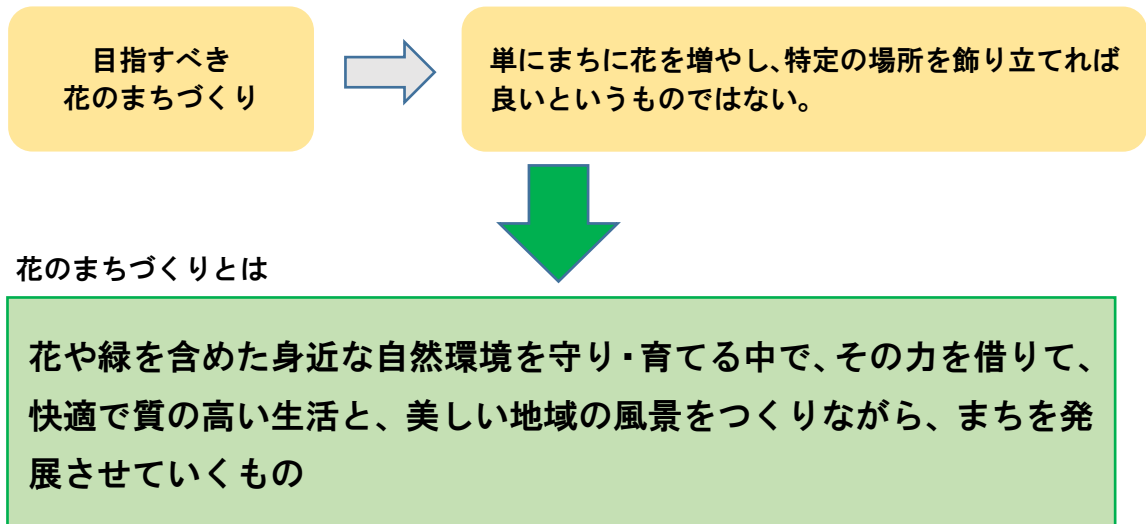 目指すべき
花のまちづくり
単にまちに花を増やし、特定の場所を飾り立てれば
良いというものではない。
花のまちづくりとは
花や緑を含めた身近な自然環境を守り・育てる中で、その力を借りて、
快適で質の高い生活と、美しい地域の風景をつくりながら、まちを発
展させていくもの